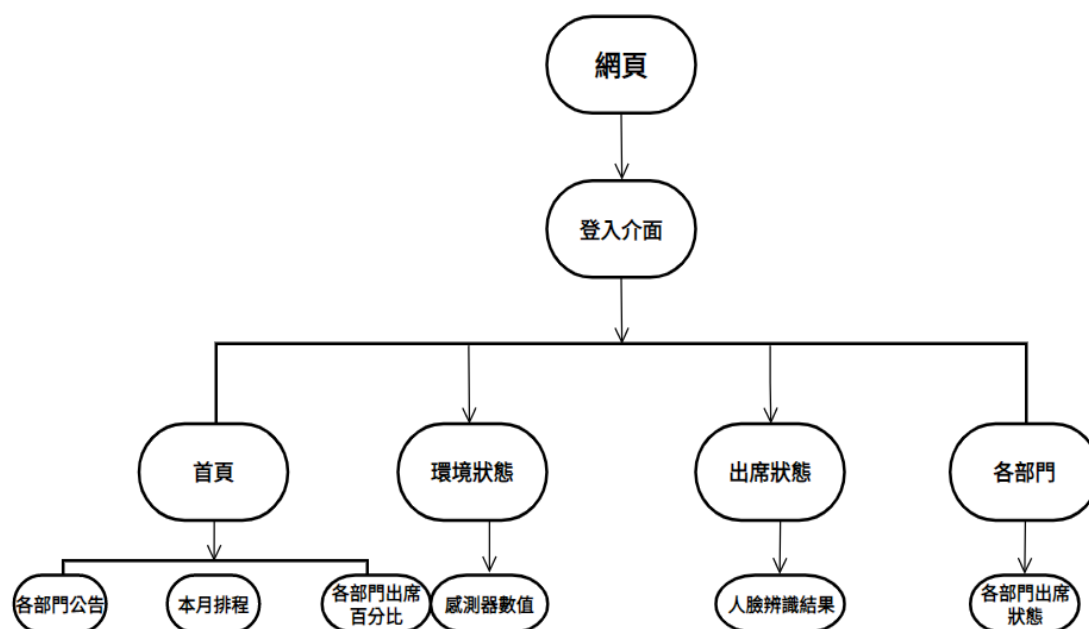 網頁
登入介面
首頁
環境狀態
出席狀態
各部門
各部門公告
本月排程
各部門出席
百分比
感測器數值
人臉辨識結果
各部門出席
狀態